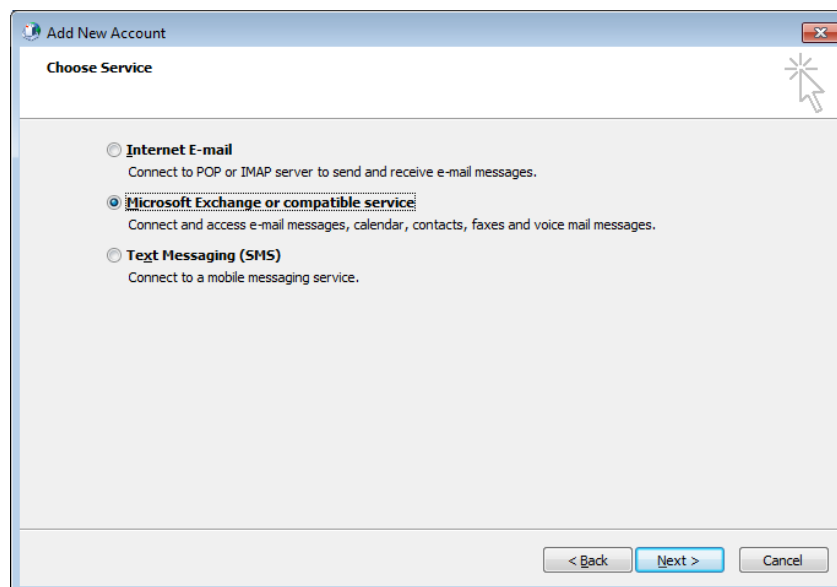 Add New Account
Choose Service
Internet E-mail
Connect to POP or IMAP server to send and receive e-mail messages.
Microsoft Exchange or compatible service
Connect and access e-mail messages, calendar, contacts, faxes and voice mail messages.
Text Messaging (SMS)
Connect to a mobile messaging service.
< Back Next > Cancel